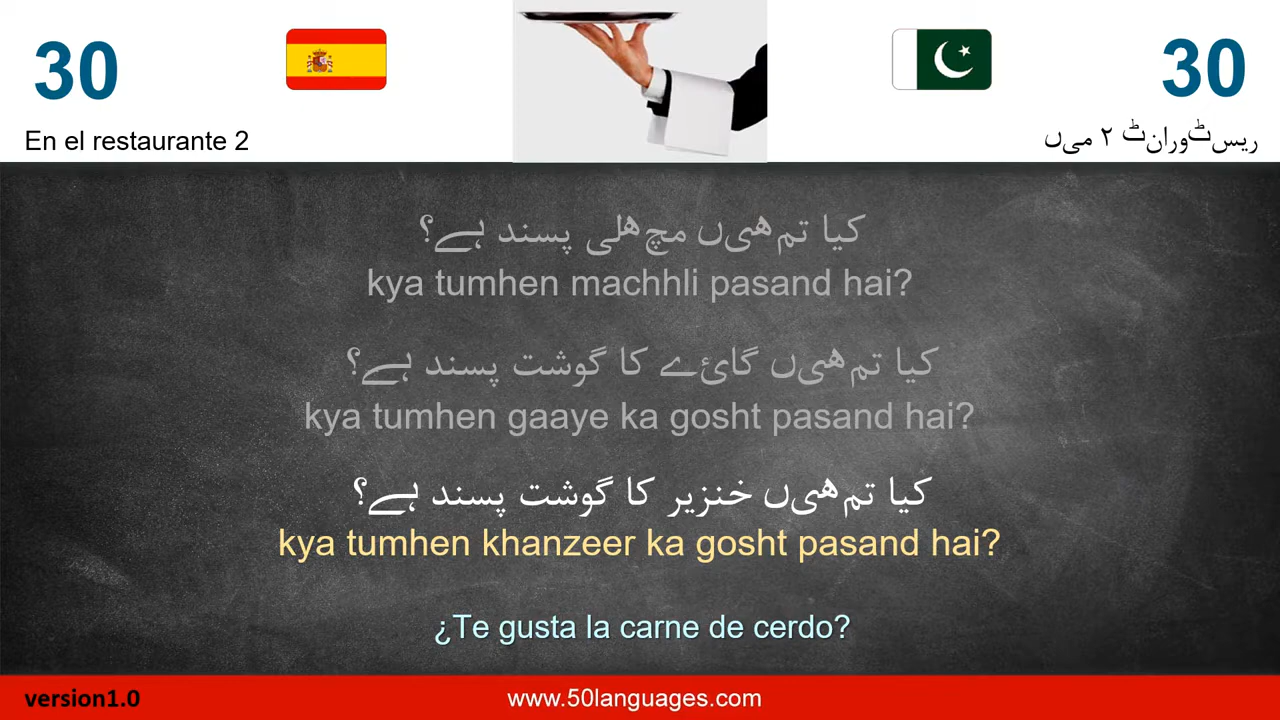 30
30
En el restaurante 2
ریسٹورانٹ ۲ میں
کیا تمھیں مچھلی پسند ہے؟
kya tumhen machhli pasand hai?
کیا تمھیں گائے کا گوشت پسند ہے؟
kya tumhen gaaye ka gosht pasand hai?
کیا تمھیں خنزیر کا گوشت پسند ہے؟
kya tumhen khanzeer ka gosht pasand hai?
¿Te gusta la carne de cerdo?
version1.0
www.50languages.com